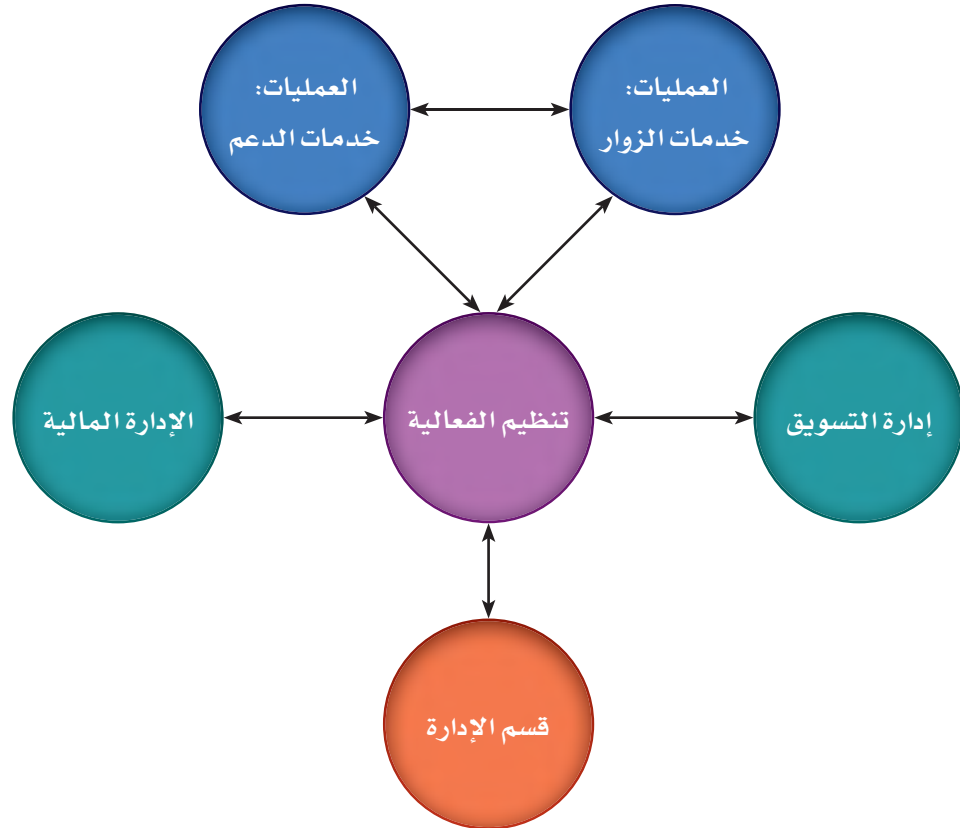 العمليات:
خدمات الزوار
العمليات:
خدمات الدعم
إدارة التسويق
تنظيم الفعالية
الإدارة المالية
قسم الإدارة